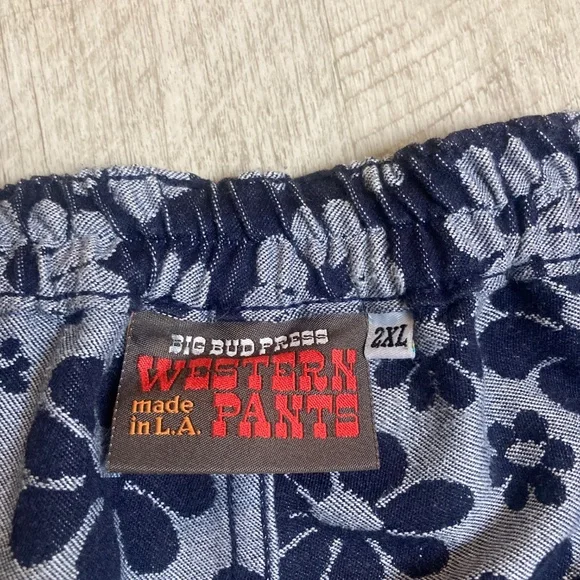 BIG BUD PRESS
WESTERN
PANTS
made
in L.A.
2XL